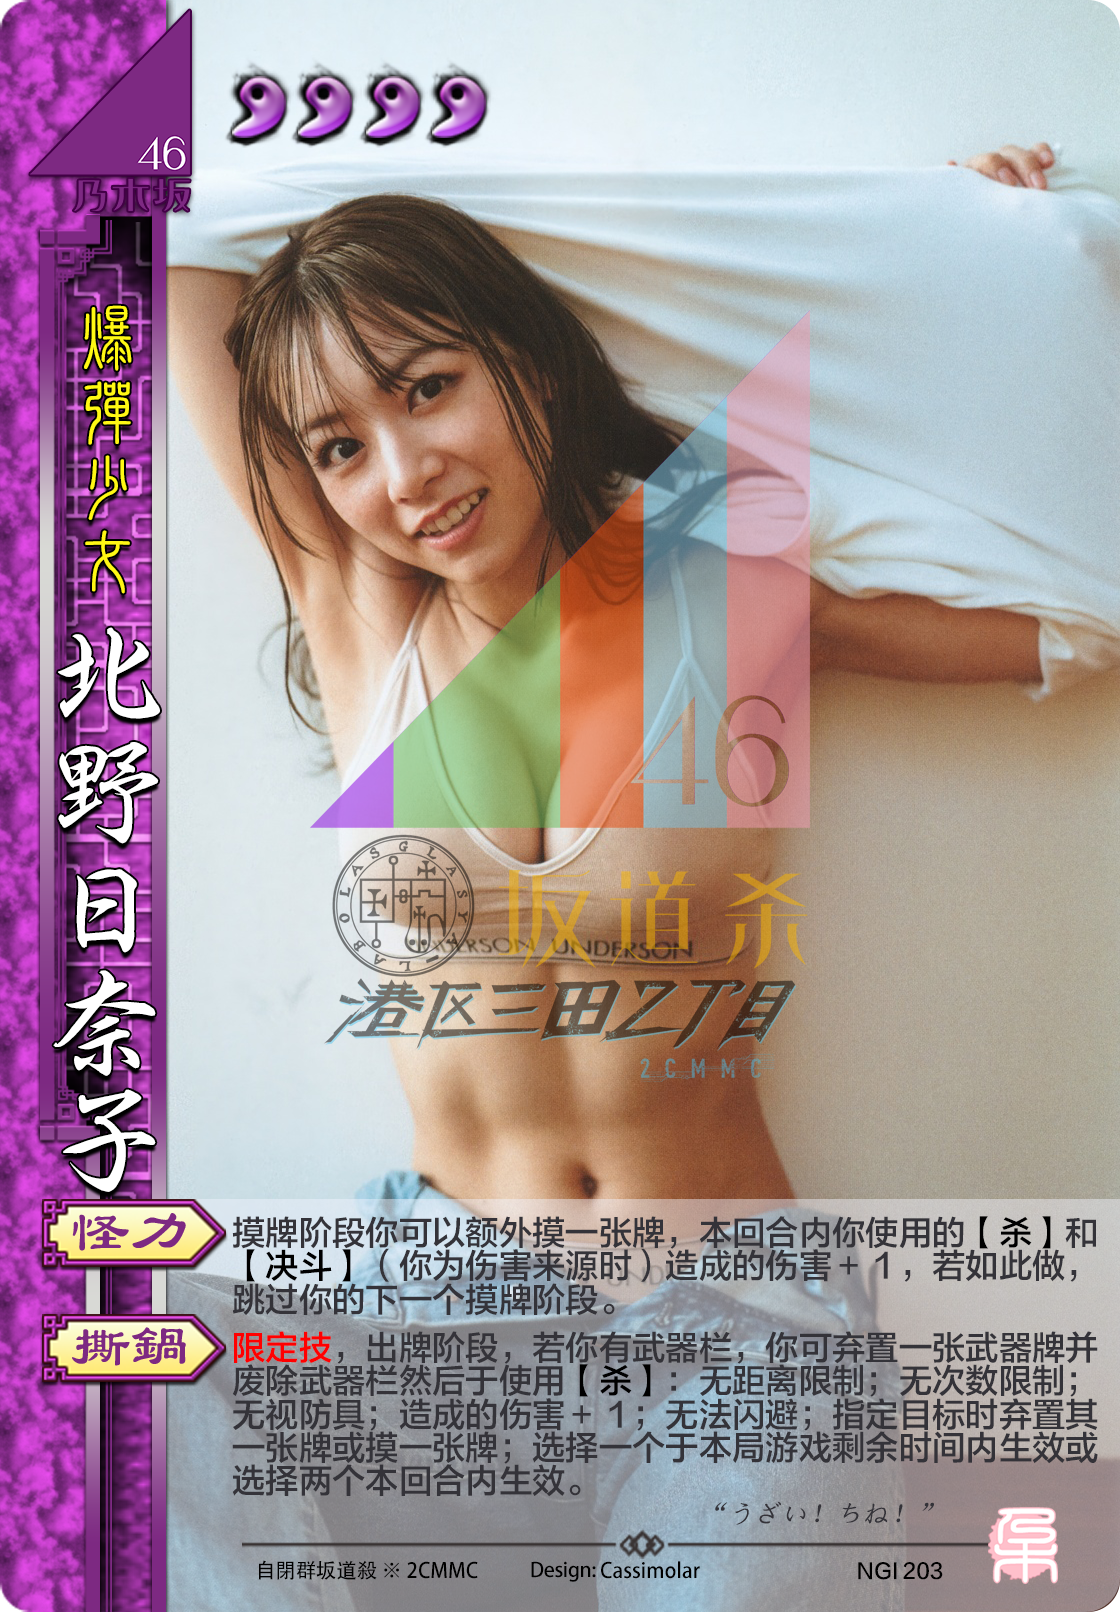 46
乃木坂
爆彈少女
北野日奈子
46
GLASYA LABOLAS
坂道杀
UNDERSON UNDERSON
港区三田乙丁目
2CMMC
怪力
摸牌阶段你可以额外摸一张牌，本回合内你使用的【杀】和
【决斗】（你为伤害来源时）造成的伤害+1，若如此做，
跳过你的下一个摸牌阶段。
撕鍋
限定技，出牌阶段，若你有武器栏，你可弃置一张武器牌并
废除武器栏然后于使用【杀】：无距离限制；无次数限制；
无视防具；造成的伤害+1；无法闪避；指定目标时弃置其
一张牌或摸一张牌；选择一个于本局游戏剩余时间内生效或
选择两个本回合内生效。
“うざい！ちね！”
自閉群坂道殺 ※ 2CMMC
Design: Cassimolar
NGI 203